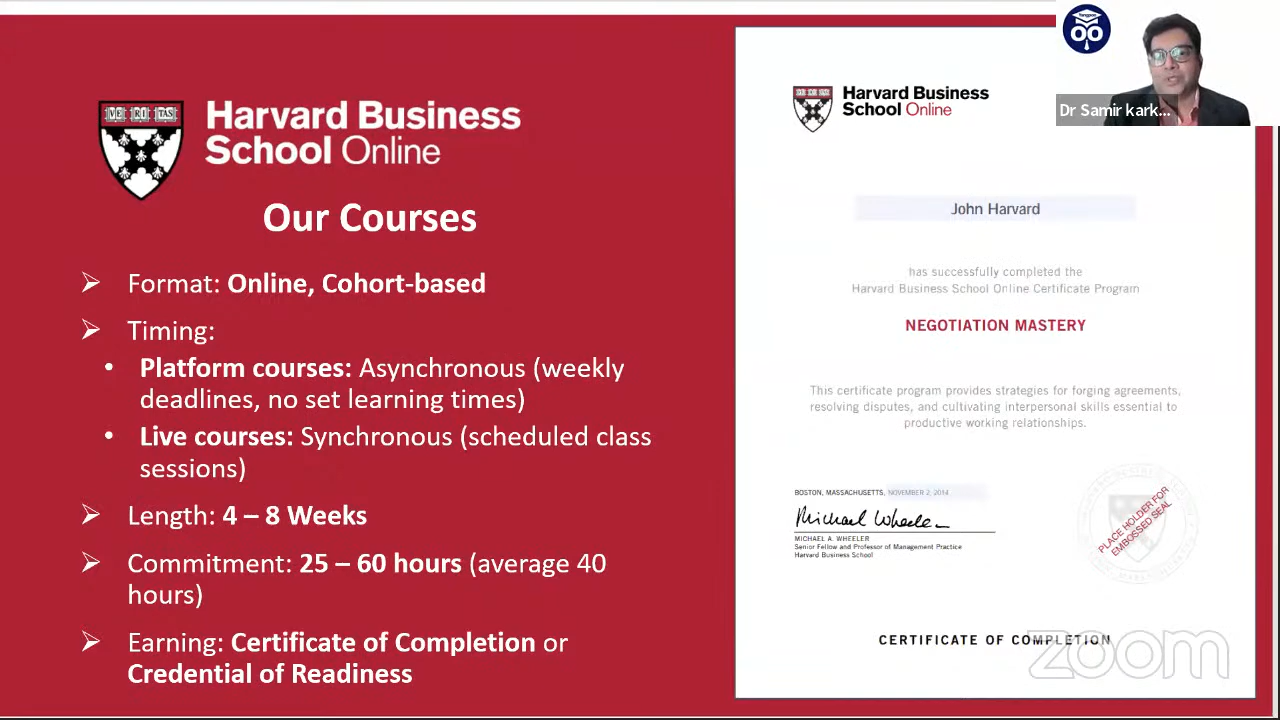 VE RI TAS
Harvard Business
School Online
Our Courses
Format: Online, Cohort-based
Timing:
Platform courses: Asynchronous (weekly
deadlines, no set learning times)
Live courses: Synchronous (scheduled class
sessions)
Length: 4 – 8 Weeks
Commitment: 25 – 60 hours (average 40
hours)
Earning: Certificate of Completion or
Credential of Readiness
Harvard Business
School Online
John Harvard
has successfully completed the
Harvard Business School Online Certificate Program
NEGOTIATION MASTERY
This certificate program provides strategies for forging agreements,
resolving disputes, and cultivating interpersonal skills essential to
productive working relationships.
BOSTON, MASSACHUSETTS, NOVEMBER 2, 2014
Michael Wheeler
MICHAEL A. WHEELER
Senior Fellow and Professor of Management Practice
Harvard Business School
PLACE HOLDER FOR
EMBOSSED SEAL
CERTIFICATE OF COMPLETION
zoom
Dr Samir kark...